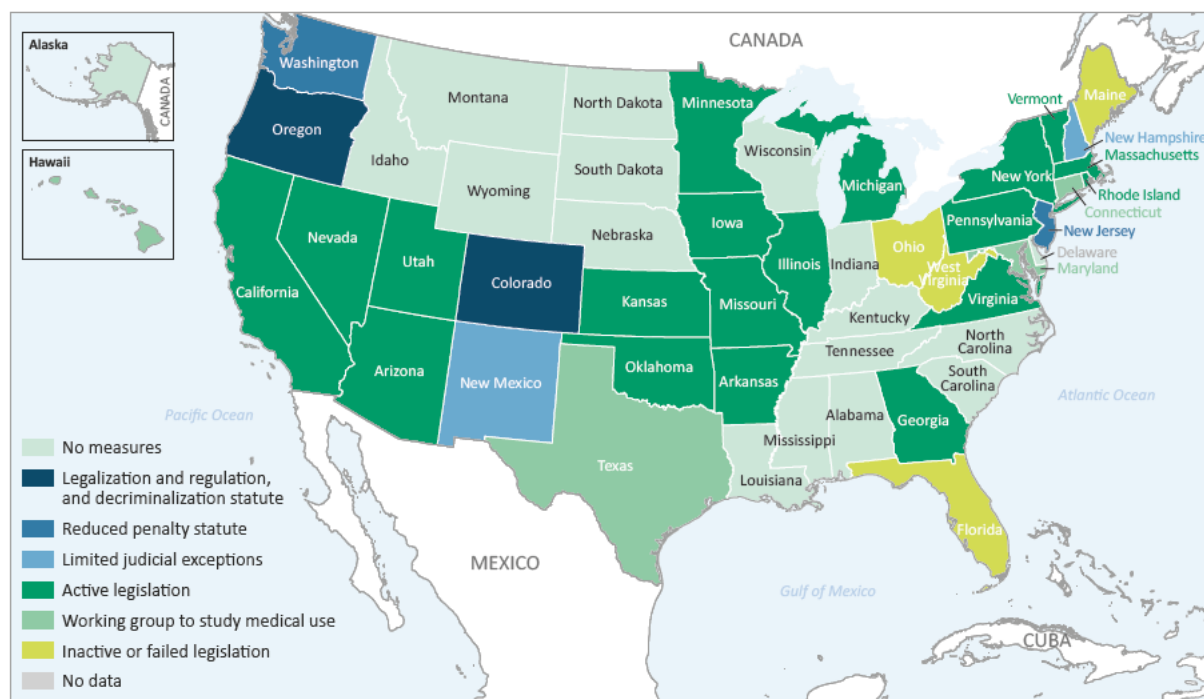 Alaska
CANADA
Hawaii
CANADA
Washington
Oregon
Montana
Idaho
Wyoming
North Dakota
South Dakota
Nebraska
Minnesota
Wisconsin
Michigan
Iowa
Illinois
Indiana
Ohio
Vermont
Maine
New Hampshire
Massachusetts
New York
Rhode Island
Connecticut
Pennsylvania
New Jersey
Delaware
Maryland
West
Virginia
Virginia
Nevada
Utah
California
Colorado
Kansas
Missouri
Kentucky
North
Carolina
Tennessee
South
Carolina
Arizona
New Mexico
Oklahoma
Arkansas
Georgia
Alabama
Mississippi
Louisiana
Texas
Florida
Pacific Ocean
Atlantic Ocean
MEXICO
Gulf of Mexico
CUBA
No measures
Legalization and regulation,
and decriminalization statute
Reduced penalty statute
Limited judicial exceptions
Active legislation
Working group to study medical use
Inactive or failed legislation
No data